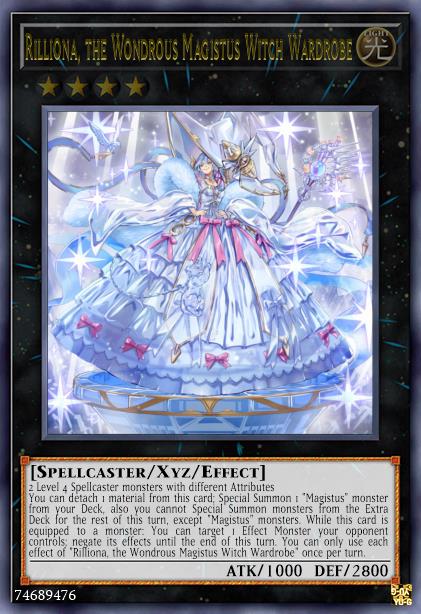 Rilliona, the Wondrous Magistus Witch Wardrobe
LIGHT
光
[Spellcaster/Xyz/Effect]
2 Level 4 Spellcaster monsters with different Attributes
You can detach 1 material from this card; Special Summon 1 "Magistus" monster
from your Deck, also you cannot Special Summon monsters from the Extra
Deck for the rest of this turn, except "Magistus" monsters. While this card is
equipped to a monster: You can target 1 Effect Monster your opponent
controls; negate its effects until the end of this turn. You can only use each
effect of "Rilliona, the Wondrous Magistus Witch Wardrobe" once per turn.
ATK/1000 DEF/2800
74689476